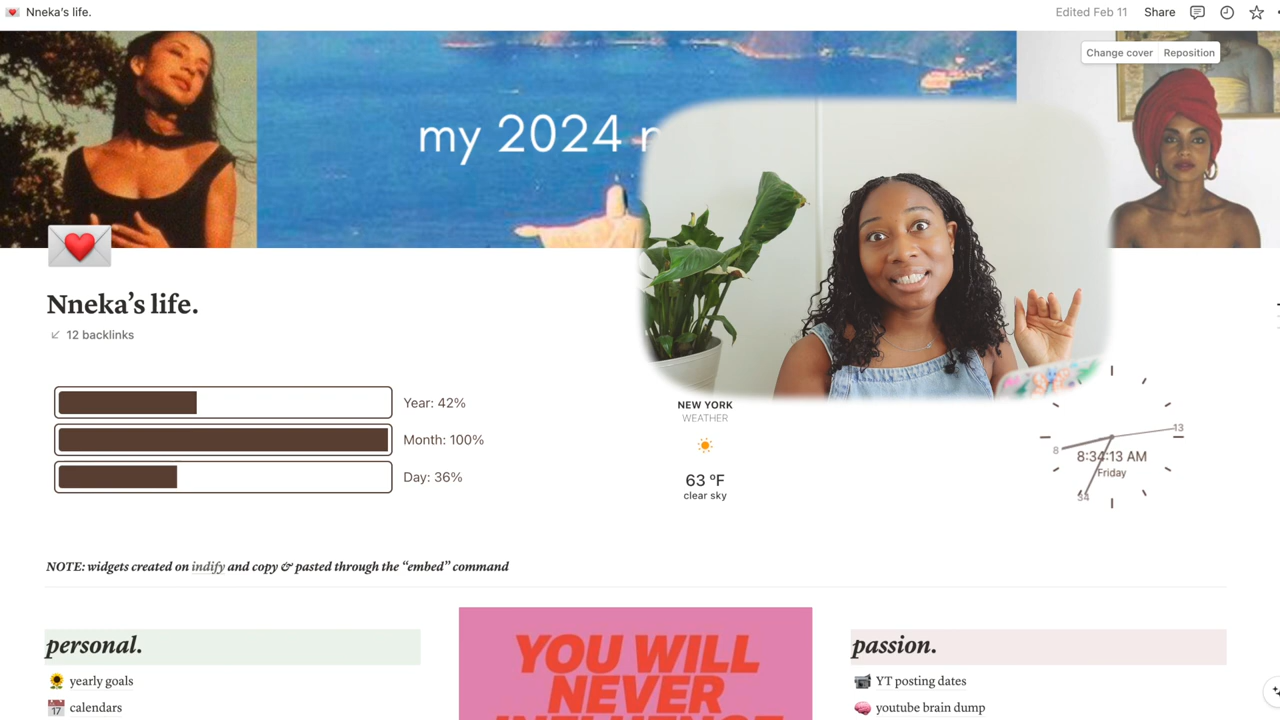 Nneka's life.
Edited Feb 11
Share
Change cover
Reposition
my 2024
Nneka’s life.
12 backlinks
Year: 42%
Month: 100%
Day: 36%
NEW YORK
WEATHER
63 °F
clear sky
13
8
8:34:13 AM
Friday
34
NOTE: widgets created on indify and copy & pasted through the “embed” command
personal.
yearly goals
calendars
YOU WILL
NEVER
INFLUENCE
passion.
YT posting dates
youtube brain dump